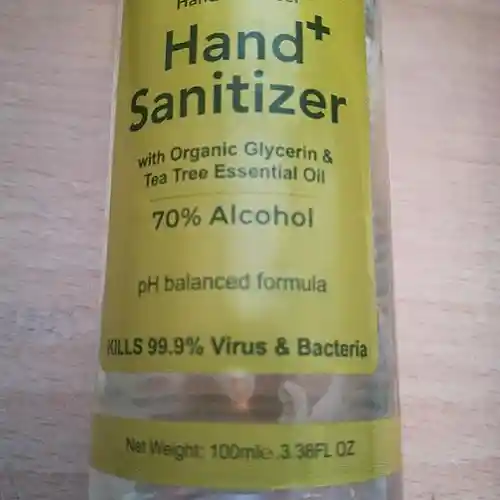 Hand+
Sanitizer
with Organic Glycerin &
Tea Tree Essential Oil
70% Alcohol
pH balanced formula
KILLS 99.9% Virus & Bacteria
Net Weight: 100ml℮ 3.38FL OZ